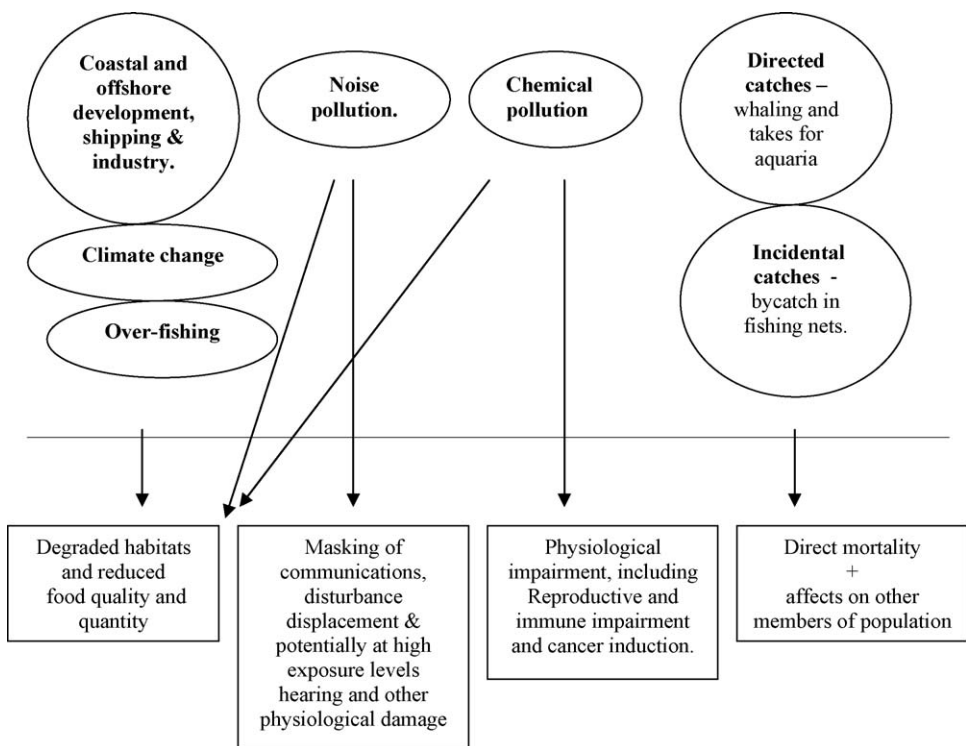 Coastal and
offshore
development,
shipping &
industry.
Climate change
Over-fishing
Noise
pollution.
Chemical
pollution
Directed
catches –
whaling and
takes for
aquaria
Incidental
catches -
bycatch in
fishing nets.
Degraded habitats
and reduced
food quality and
quantity
Masking of
communications,
disturbance
displacement &
potentially at high
exposure levels
hearing and other
physiological damage
Physiological
impairment, including
Reproductive and
immune impairment
and cancer induction.
Direct mortality
+
affects on other
members of population